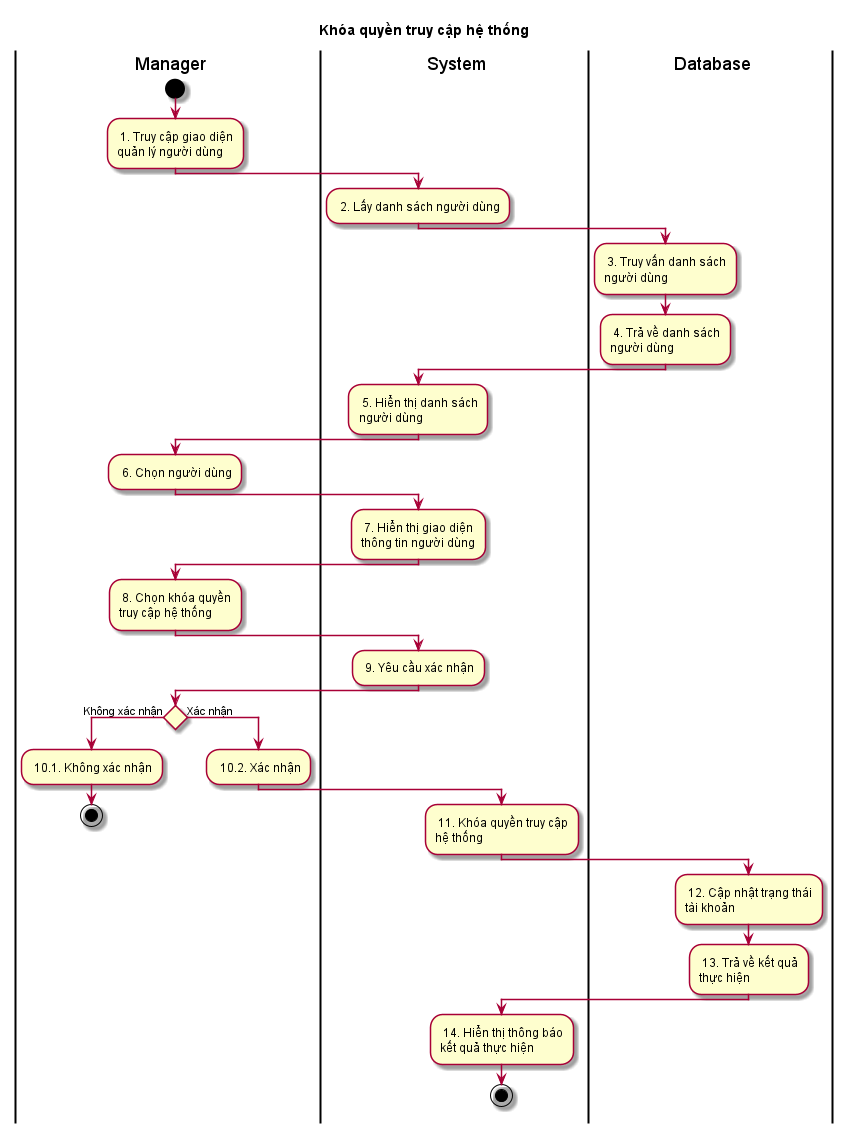 Khóa quyền truy cập hệ thống
Manager
System
Database
1. Truy cập giao diện
quản lý người dùng
2. Lấy danh sách người dùng
3. Truy vấn danh sách
người dùng
4. Trả về danh sách
người dùng
5. Hiển thị danh sách
người dùng
6. Chọn người dùng
7. Hiển thị giao diện
thông tin người dùng
8. Chọn khóa quyền
truy cập hệ thống
9. Yêu cầu xác nhận
Không xác nhận
Xác nhận
10.1. Không xác nhận
10.2. Xác nhận
11. Khóa quyền truy cập
hệ thống
12. Cập nhật trạng thái
tải khoản
13. Trả về kết quả
thực hiện
14. Hiển thị thông báo
kết quả thực hiện